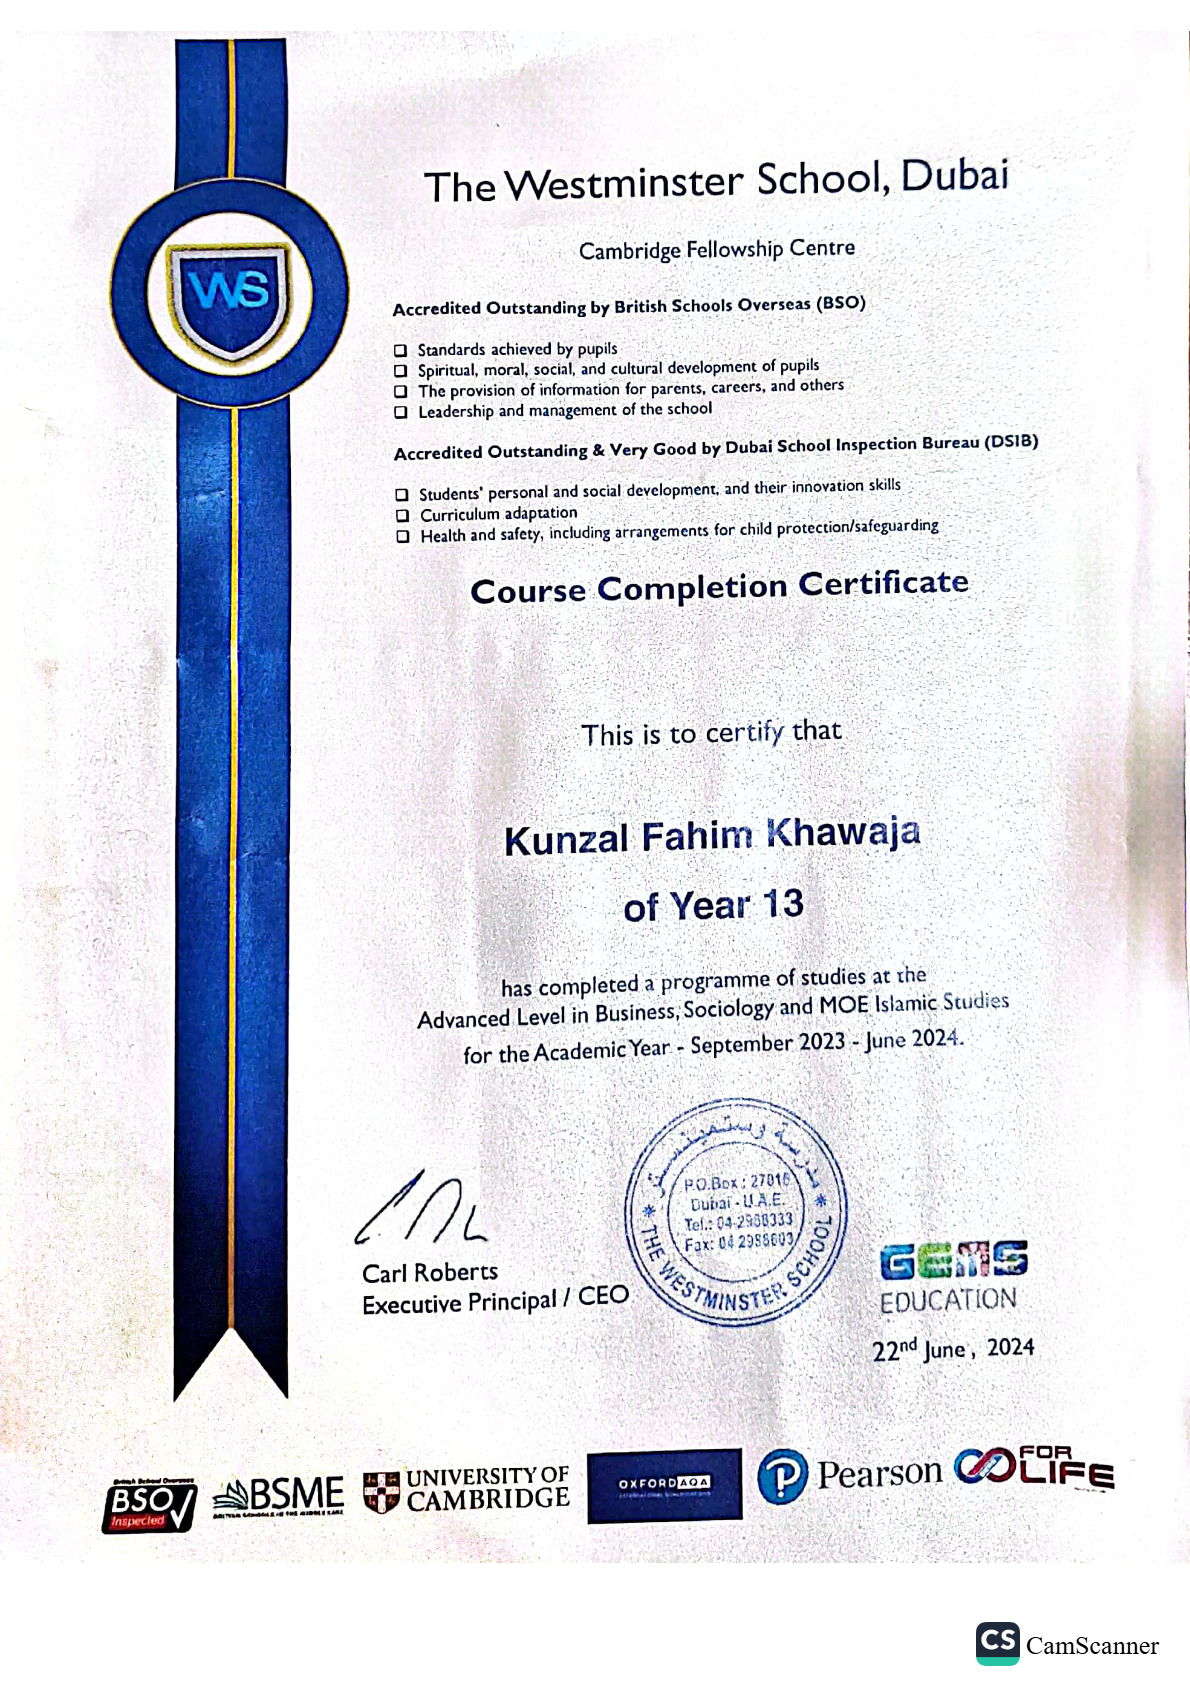 The Westminster School, Dubai
Cambridge Fellowship Centre
WS
Accredited Outstanding by British Schools Overseas (BSO)
❑ Standards achieved by pupils
❑ Spiritual, moral, social, and cultural development of pupils
❑ The provision of information for parents, careers, and others
❑ Leadership and management of the school
Accredited Outstanding & Very Good by Dubai School Inspection Bureau (DSIB)
❑ Students' personal and social development, and their innovation skills
❑ Curriculum adaptation
❑ Health and safety, including arrangements for child protection/safeguarding
Course Completion Certificate
This is to certify that
Kunzal Fahim Khawaja
of Year 13
has completed a programme of studies at the
Advanced Level in Business, Sociology and MOE Islamic Studies
for the Academic Year - September 2023 - June 2024.
مدرسة وستمينستر
P.O.Box : 27016
Dubai - U.A.E.
Tel.: 04 2988333
Fax: 04 2988603
* THE WESTMINSTER SCHOOL *
Carl Roberts
Executive Principal / CEO
GEMS
EDUCATION
22nd June, 2024
British School Overseas
BSO
Inspected
BSME
BRITISH SCHOOLS IN THE MIDDLE EAST
UNIVERSITY OF
CAMBRIDGE
OXFORD AQA
INTERNATIONAL QUALIFICATIONS
Pearson
FOR
LIFE
CS CamScanner